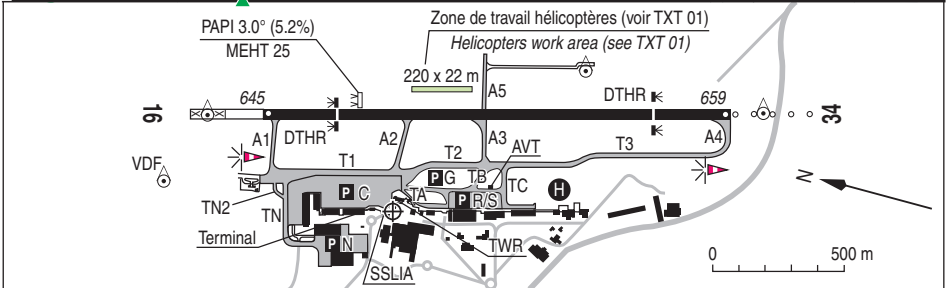 PAPI 3.0° (5.2%)
MEHT 25
Zone de travail hélicoptères (voir TXT 01)
Helicopters work area (see TXT 01)
220 x 22 m
A5
645
DTHR
659
16
34
A1
DTHR
A2
A3
AVT
T3
A4
T1
T2
VDF
P C
P G
TB
TC
H
N
TN2
TN
TA
P R/S
Terminal
P N
TWR
SSLIA
0
500 m